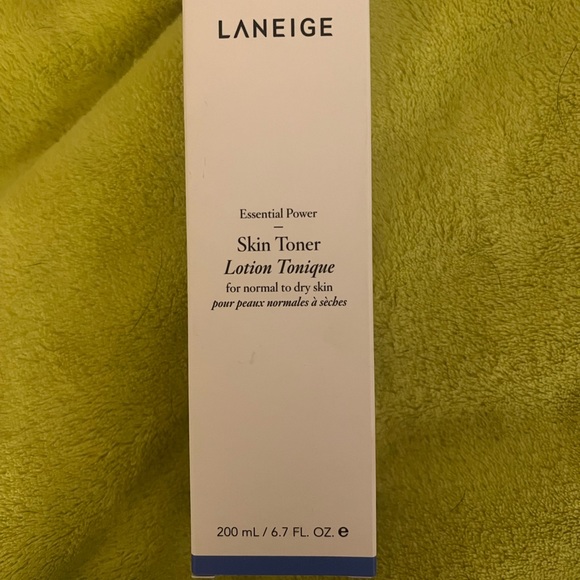 LANEIGE
Essential Power
Skin Toner
Lotion Tonique
for normal to dry skin
pour peaux normales à sèches
200 mL / 6.7 FL. OZ. ℮